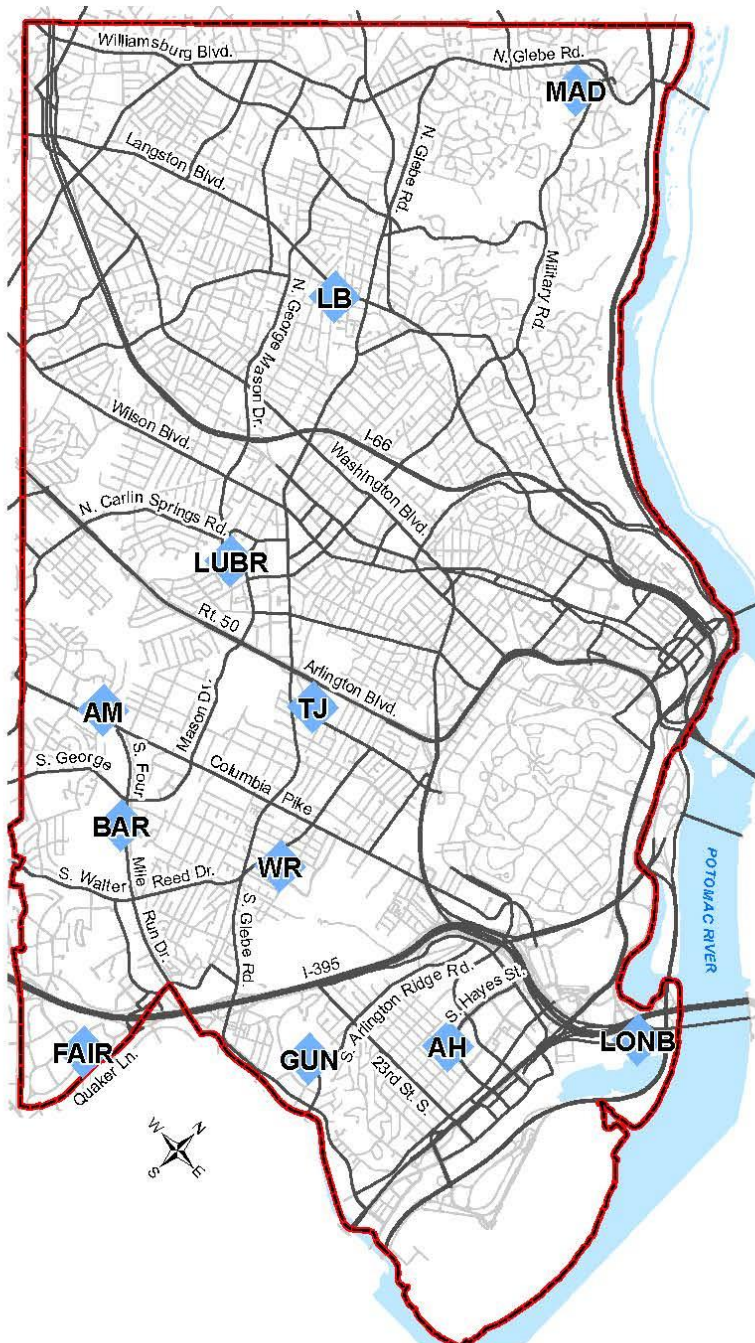 Williamsburg Blvd.
N. Glebe Rd.
MAD
Langston Blvd.
N. Glebe Rd.
Military Rd.
LB
N. George Mason Dr.
Wilson Blvd.
I-66
Washington Blvd.
N. Carlin Springs Rd.
LUBR
Rt. 50
Arlington Blvd.
AM
TJ
S. George
Mason Dr.
S. Four
Mile
Run Dr.
Columbia Pike
BAR
WR
S. Walter Reed Dr.
S. Glebe Rd.
POTOMAC RIVER
I-395
S. Arlington Ridge Rd.
S. Hayes St.
FAIR
Quaker Ln.
GUN
23rd St. S.
AH
LONB
N
W
E
S